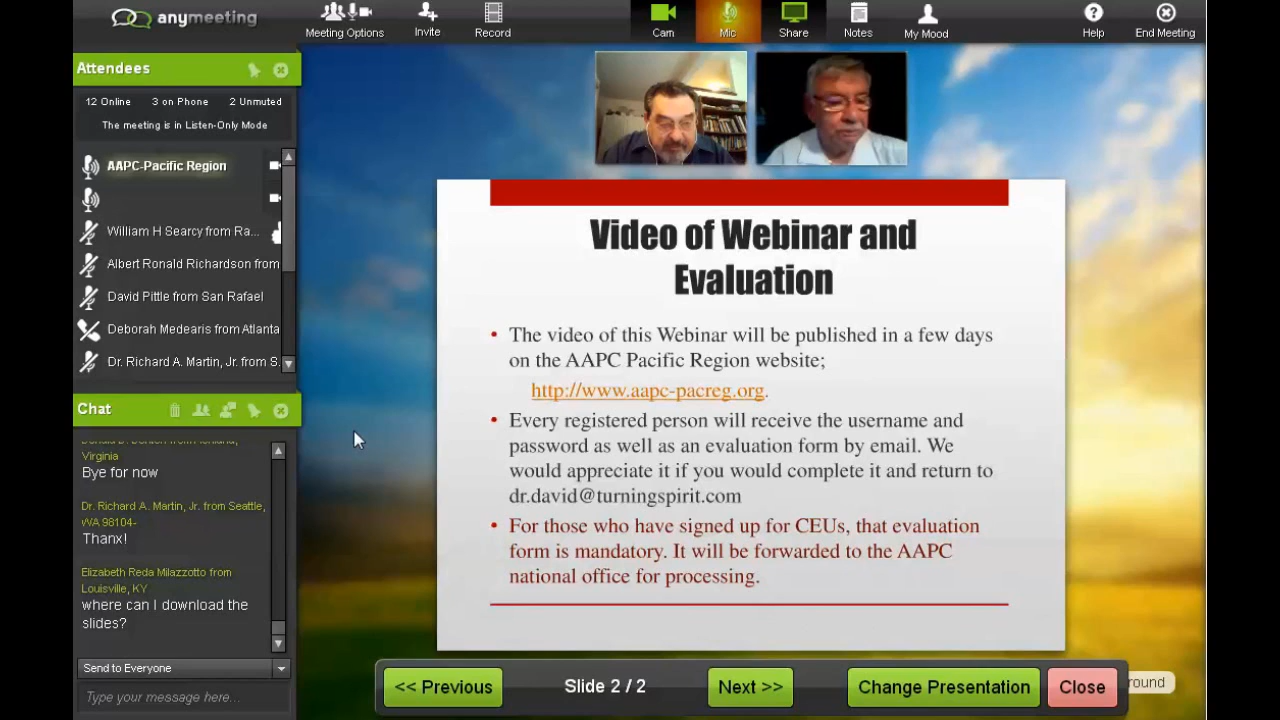 anymeeting
Meeting Options
Invite
Record
Cam
Mic
Share
Notes
My Mood
Help
End Meeting
Attendees
12 Online 3 on Phone 2 Unmuted
The meeting is in Listen-Only Mode
AAPC-Pacific Region
William H Searcy from Ra...
Albert Ronald Richardson from
David Pittle from San Rafael
Deborah Medearis from Atlanta
Dr. Richard A. Martin, Jr. from S.
Chat
Virginia
Bye for now
Dr. Richard A. Martin, Jr. from Seattle,
WA 98104-
Thanx!
Elizabeth Reda Milazzotto from
Louisville, KY
where can I download the
slides?
Send to Everyone
Type your message here...
Video of Webinar and
Evaluation
• The video of this Webinar will be published in a few days
on the AAPC Pacific Region website;
http://www.aapc-pacreg.org.
• Every registered person will receive the username and
password as well as an evaluation form by email. We
would appreciate it if you would complete it and return to
dr.david@turningspirit.com
• For those who have signed up for CEUs, that evaluation
form is mandatory. It will be forwarded to the AAPC
national office for processing.
<< Previous
Slide 2 / 2
Next >>
Change Presentation
Close
round